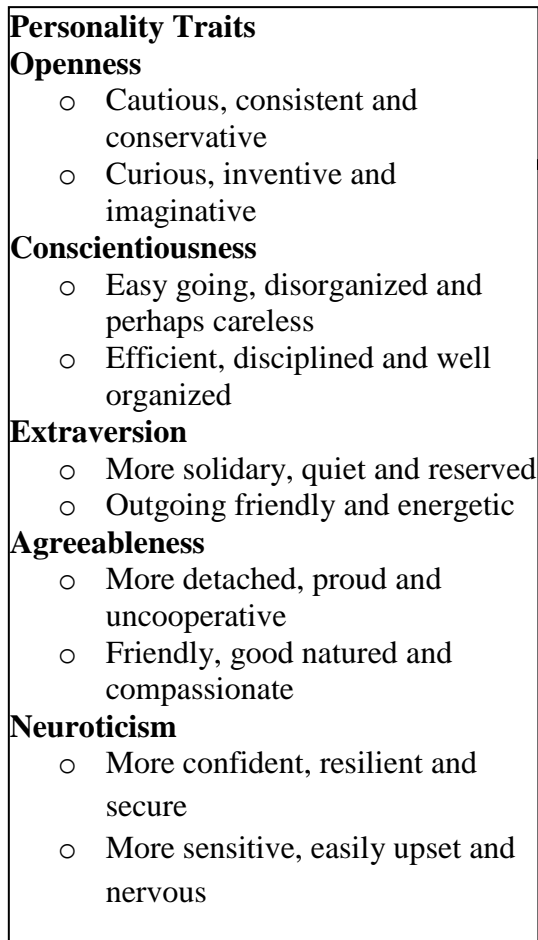 Personality Traits
Openness
o Cautious, consistent and
conservative
o Curious, inventive and
imaginative
Conscientiousness
o Easy going, disorganized and
perhaps careless
o Efficient, disciplined and well
organized
Extraversion
o More solidary, quiet and reserved
o Outgoing friendly and energetic
Agreeableness
o More detached, proud and
uncooperative
o Friendly, good natured and
compassionate
Neuroticism
o More confident, resilient and
secure
o More sensitive, easily upset and
nervous